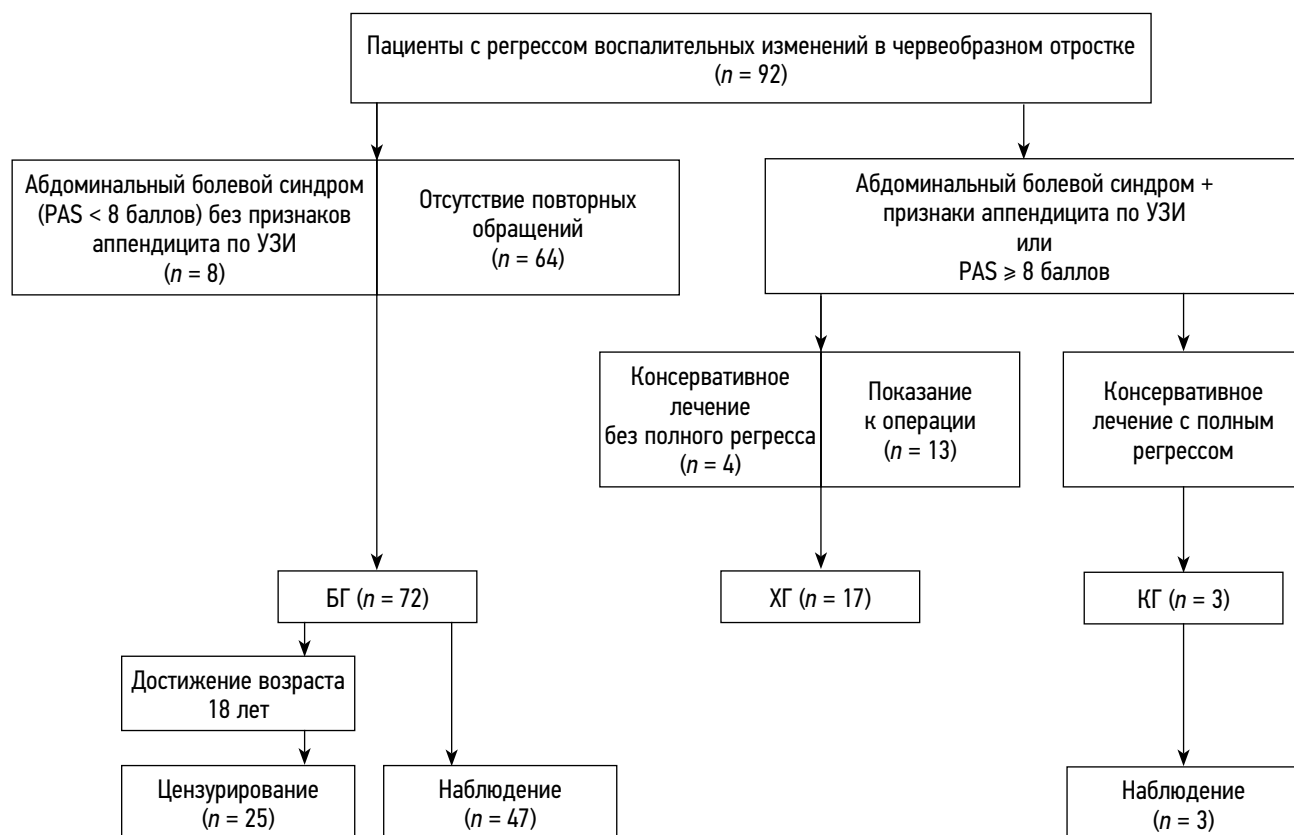 Пациенты с регрессом воспалительных изменений в червеобразном отростке
(n = 92)
Абдоминальный болевой синдром
(PAS < 8 баллов) без признаков
аппендицита по УЗИ
(n = 8)
Отсутствие повторных
обращений
(n = 64)
Абдоминальный болевой синдром +
признаки аппендицита по УЗИ
или
PAS ⩾ 8 баллов
Консервативное
лечение
без полного регресса
(n = 4)
Показание
к операции
(n = 13)
Консервативное
лечение с полным
регрессом
БГ (n = 72)
ХГ (n = 17)
КГ (n = 3)
Достижение возраста
18 лет
Цензурирование
(n = 25)
Наблюдение
(n = 47)
Наблюдение
(n = 3)